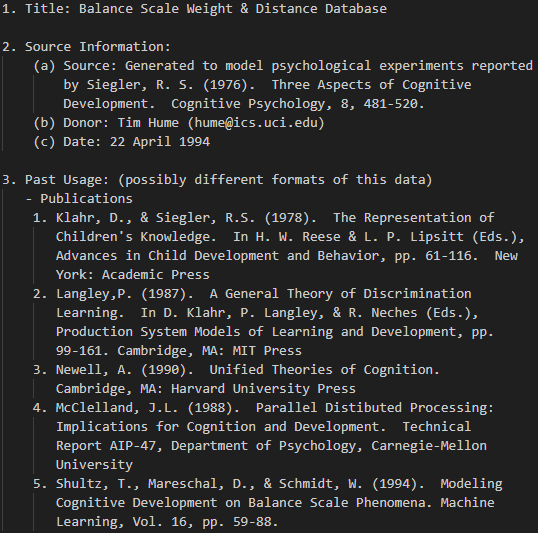 1. Title: Balance Scale Weight & Distance Database
2. Source Information:
(a) Source: Generated to model psychological experiments reported
by Siegler, R. S. (1976).  Three Aspects of Cognitive
Development.  Cognitive Psychology, 8, 481-520.
(b) Donor: Tim Hume (hume@ics.uci.edu)
(c) Date: 22 April 1994
3. Past Usage: (possibly different formats of this data)
- Publications
1. Klahr, D., & Siegler, R.S. (1978).  The Representation of
Children's Knowledge.  In H. W. Reese & L. P. Lipsitt (Eds.),
Advances in Child Development and Behavior, pp. 61-116.  New
York: Academic Press
2. Langley,P. (1987).  A General Theory of Discrimination
Learning.  In D. Klahr, P. Langley, & R. Neches (Eds.),
Production System Models of Learning and Development, pp.
99-161. Cambridge, MA: MIT Press
3. Newell, A. (1990).  Unified Theories of Cognition.
Cambridge, MA: Harvard University Press
4. McClelland, J.L. (1988).  Parallel Distibuted Processing:
Implications for Cognition and Development.  Technical
Report AIP-47, Department of Psychology, Carnegie-Mellon
University
5. Shultz, T., Mareschal, D., & Schmidt, W. (1994).  Modeling
Cognitive Development on Balance Scale Phenomena. Machine
Learning, Vol. 16, pp. 59-88.